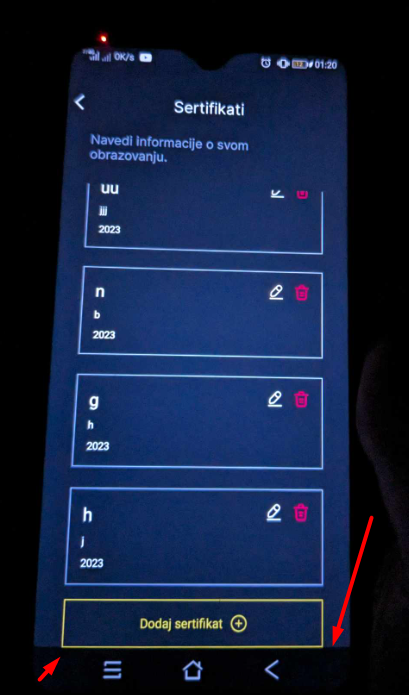 0K/s
01:20
Sertifikati
Navedi informacije o svom
obrazovanju.
uu
jjj
2023
n
b
2023
g
h
2023
h
j
2023
Dodaj sertifikat